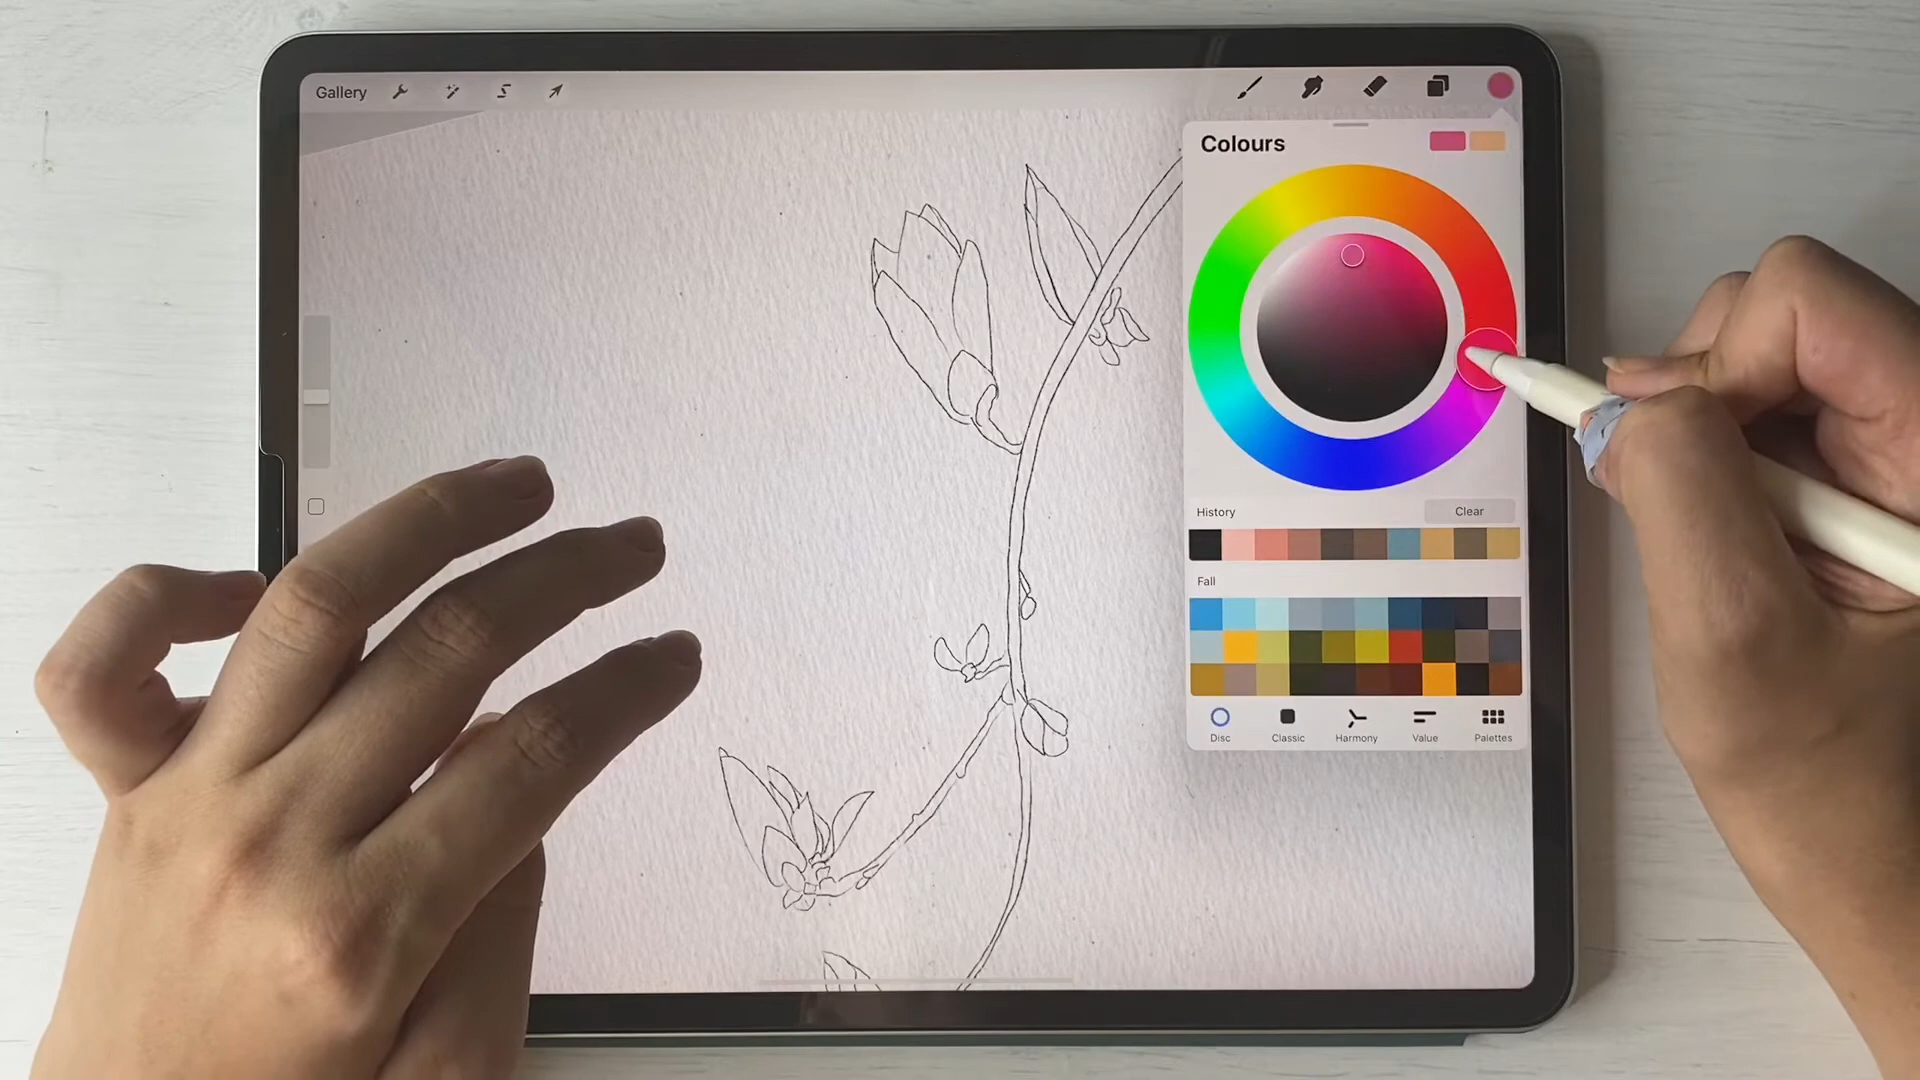 Gallery
Colours
History Clear
Fall
Disc Classic Harmony Value Palettes